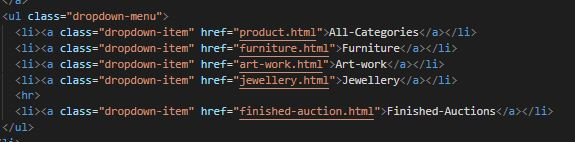 </a>
<ul class="dropdown-menu">
<li><a class="dropdown-item" href="product.html">All-Categories</a></li>
<li><a class="dropdown-item" href="furniture.html">Furniture</a></li>
<li><a class="dropdown-item" href="art-work.html">Art-work</a></li>
<li><a class="dropdown-item" href="jewellery.html">Jewellery</a></li>
<hr>
<li><a class="dropdown-item" href="finished-auction.html">Finished-Auctions</a></li>
</ul>
</li>